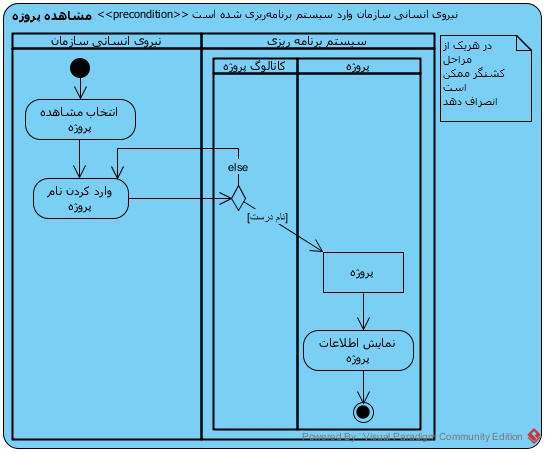 مشاهده پروژه <<precondition>> نیروی انسانی سازمان وارد سیستم برنامه‌ریزی شده است
نیروی انسانی سازمان
سیستم برنامه ریزی
کاتالوگ پروژه
پروژه
در هریک از
مراحل
کشنگر ممکن
است
انصراف دهد
انتخاب مشاهده
پروژه
وارد کردن نام
پروژه
else
[نام درست]
پروژه
نمایش اطلاعات
پروژه
Powered By Visual Paradigm Community Edition